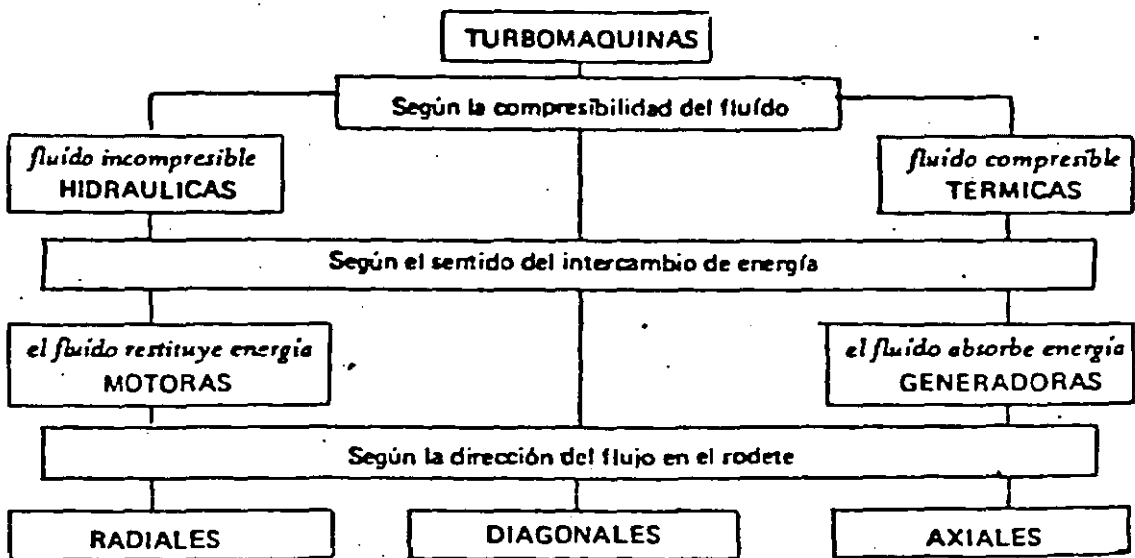 TURBOMAQUINAS
Según la compresibilidad del fluído
fluído incompresible
HIDRAULICAS
fluído compresible
TERMICAS
Según el sentido del intercambio de energía
el fluído restituye energía
MOTORAS
el fluído absorbe energía
GENERADORAS
Según la dirección del flujo en el rodete
RADIALES
DIAGONALES
AXIALES